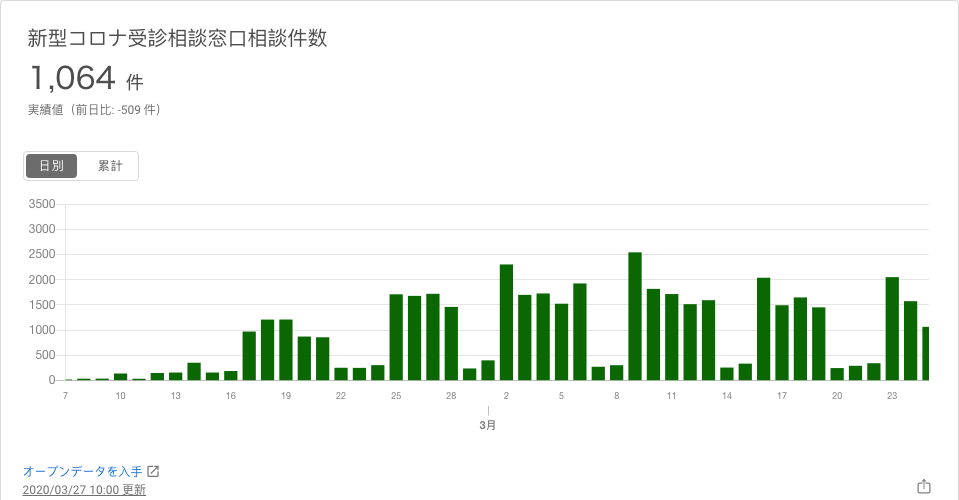 新型コロナ受診相談窓口相談件数
1,064 件
実績値（前日比: -509 件）
日別 累計
3500
3000
2500
2000
1500
1000
500
0
7 10 13 16 19 22 25 28 2 5 8 11 14 17 20 23
3月
オープンデータを入手
2020/03/27 10:00 更新